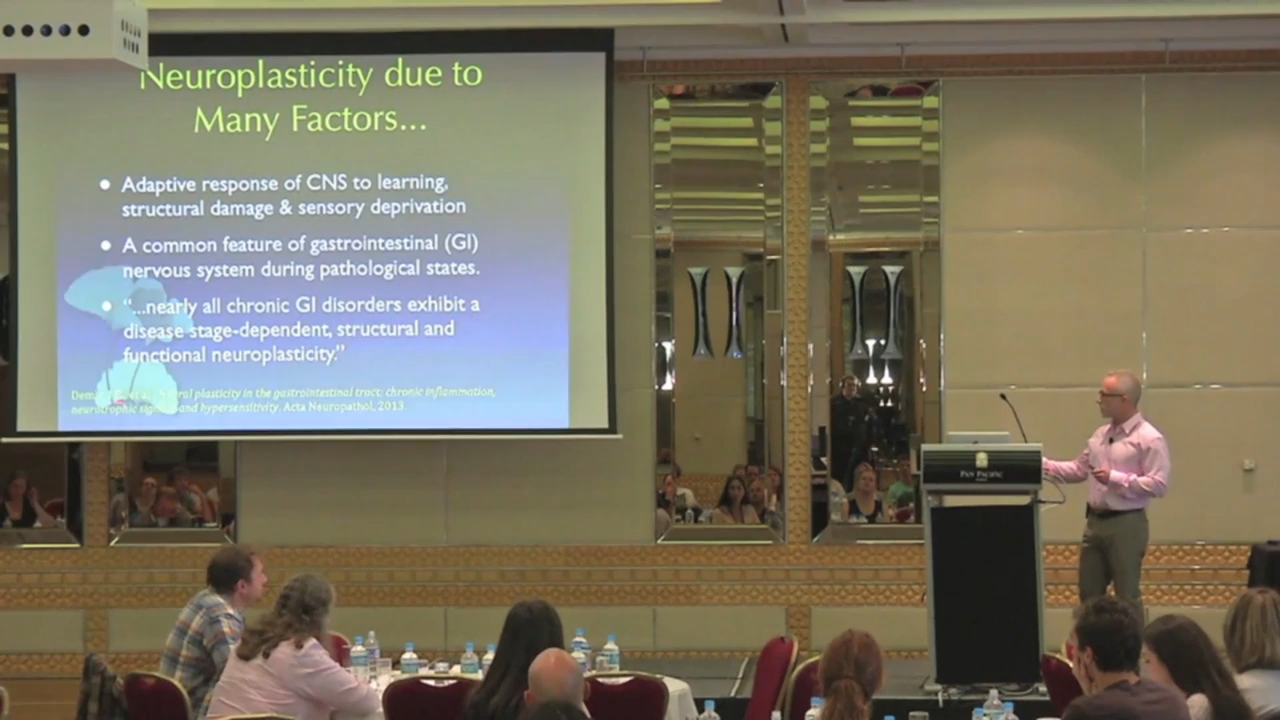 Neuroplasticity due to
Many Factors...
• Adaptive response of CNS to learning,
structural damage & sensory deprivation
• A common feature of gastrointestinal (GI)
nervous system during pathological states.
• “...nearly all chronic GI disorders exhibit a
disease stage-dependent, structural and
functional neuroplasticity.”
plasticity in the gastrointestinal tract: chronic inflammation,
and hypersensitivity. Acta Neuropathol, 2013.
PAN PACIFIC